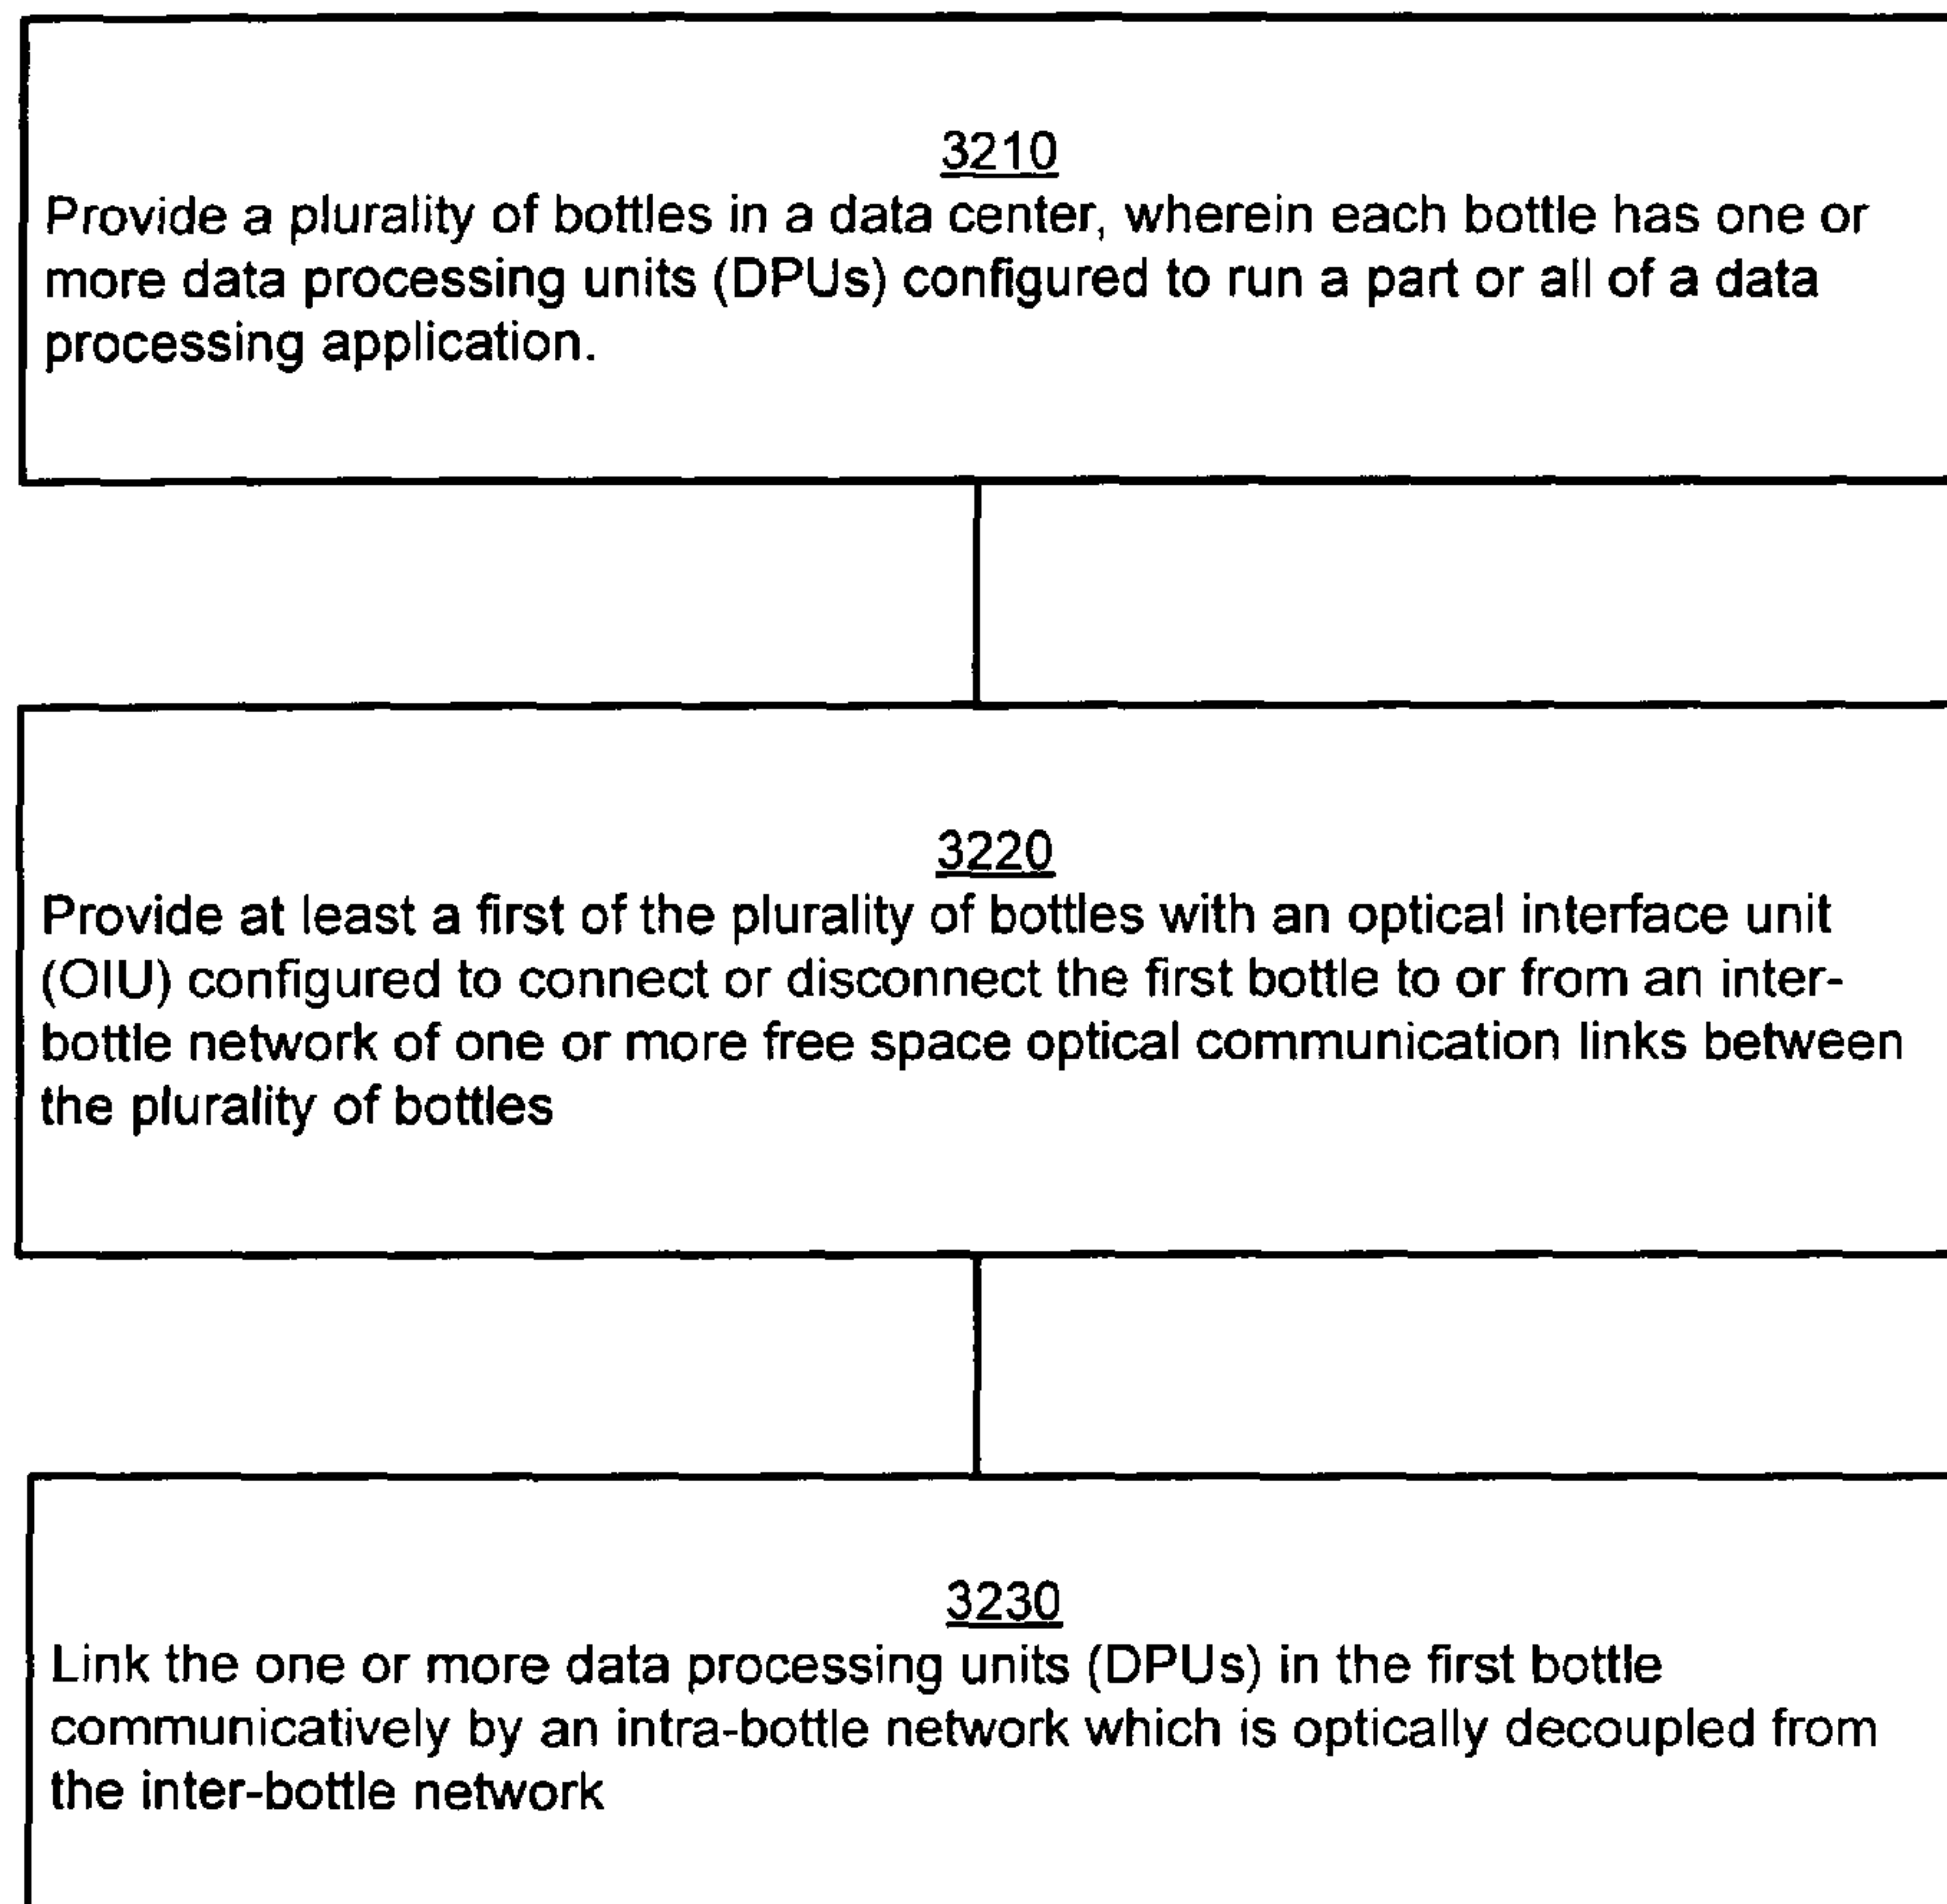 3210
Provide a plurality of bottles in a data center, wherein each bottle has one or
more data processing units (DPUs) configured to run a part or all of a data
processing application.
3220
Provide at least a first of the plurality of bottles with an optical interface unit
(OIU) configured to connect or disconnect the first bottle to or from an inter-
bottle network of one or more free space optical communication links between
the plurality of bottles
3230
Link the one or more data processing units (DPUs) in the first bottle
communicatively by an intra-bottle network which is optically decoupled from
the inter-bottle network